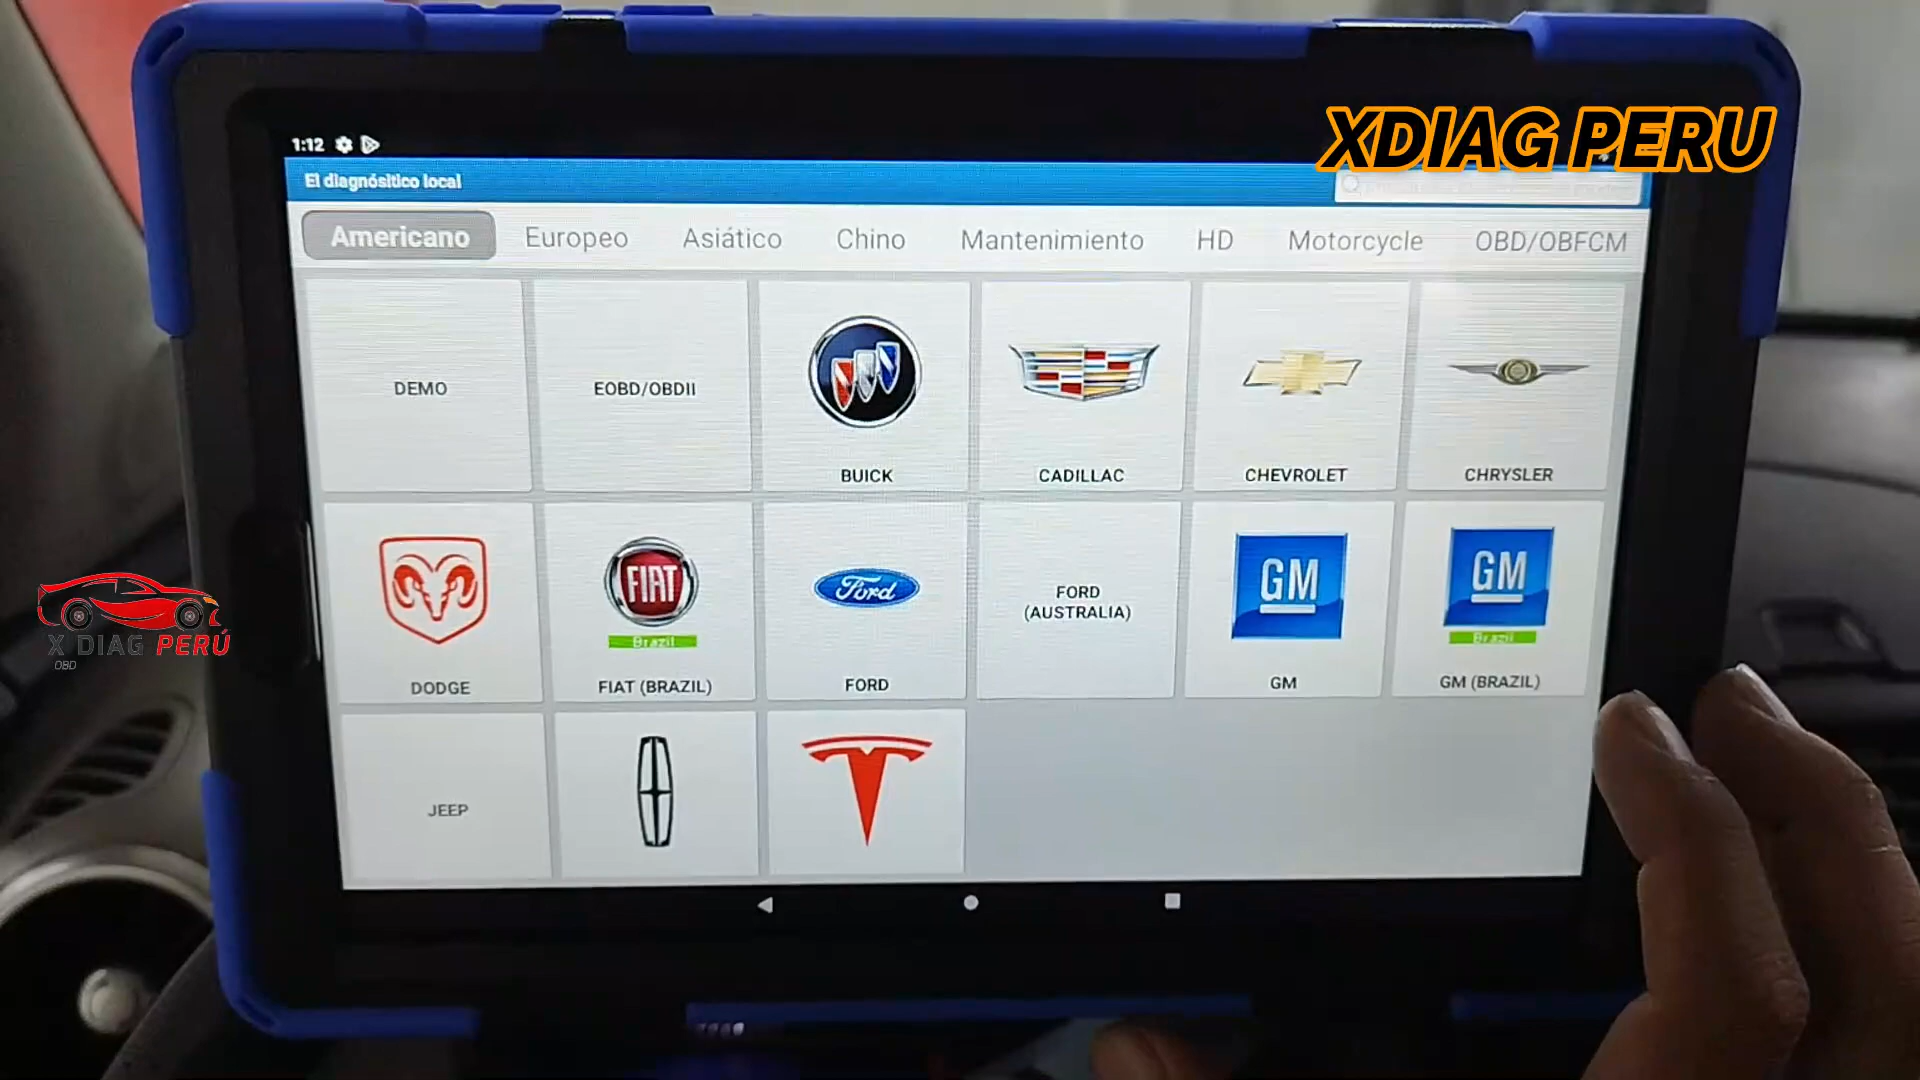 XDIAG PERU
1:12
El diagnósitico local
Americano
Europeo
Asiático
Chino
Mantenimiento
HD
Motorcycle
OBD/OBFCM
DEMO
EOBD/OBDII
BUICK
CADILLAC
CHEVROLET
CHRYSLER
DODGE
FIAT
Brazil
FIAT (BRAZIL)
Ford
FORD
FORD
(AUSTRALIA)
GM
GM
GM
Brazil
GM (BRAZIL)
JEEP
X DIAG PERÚ
OBD